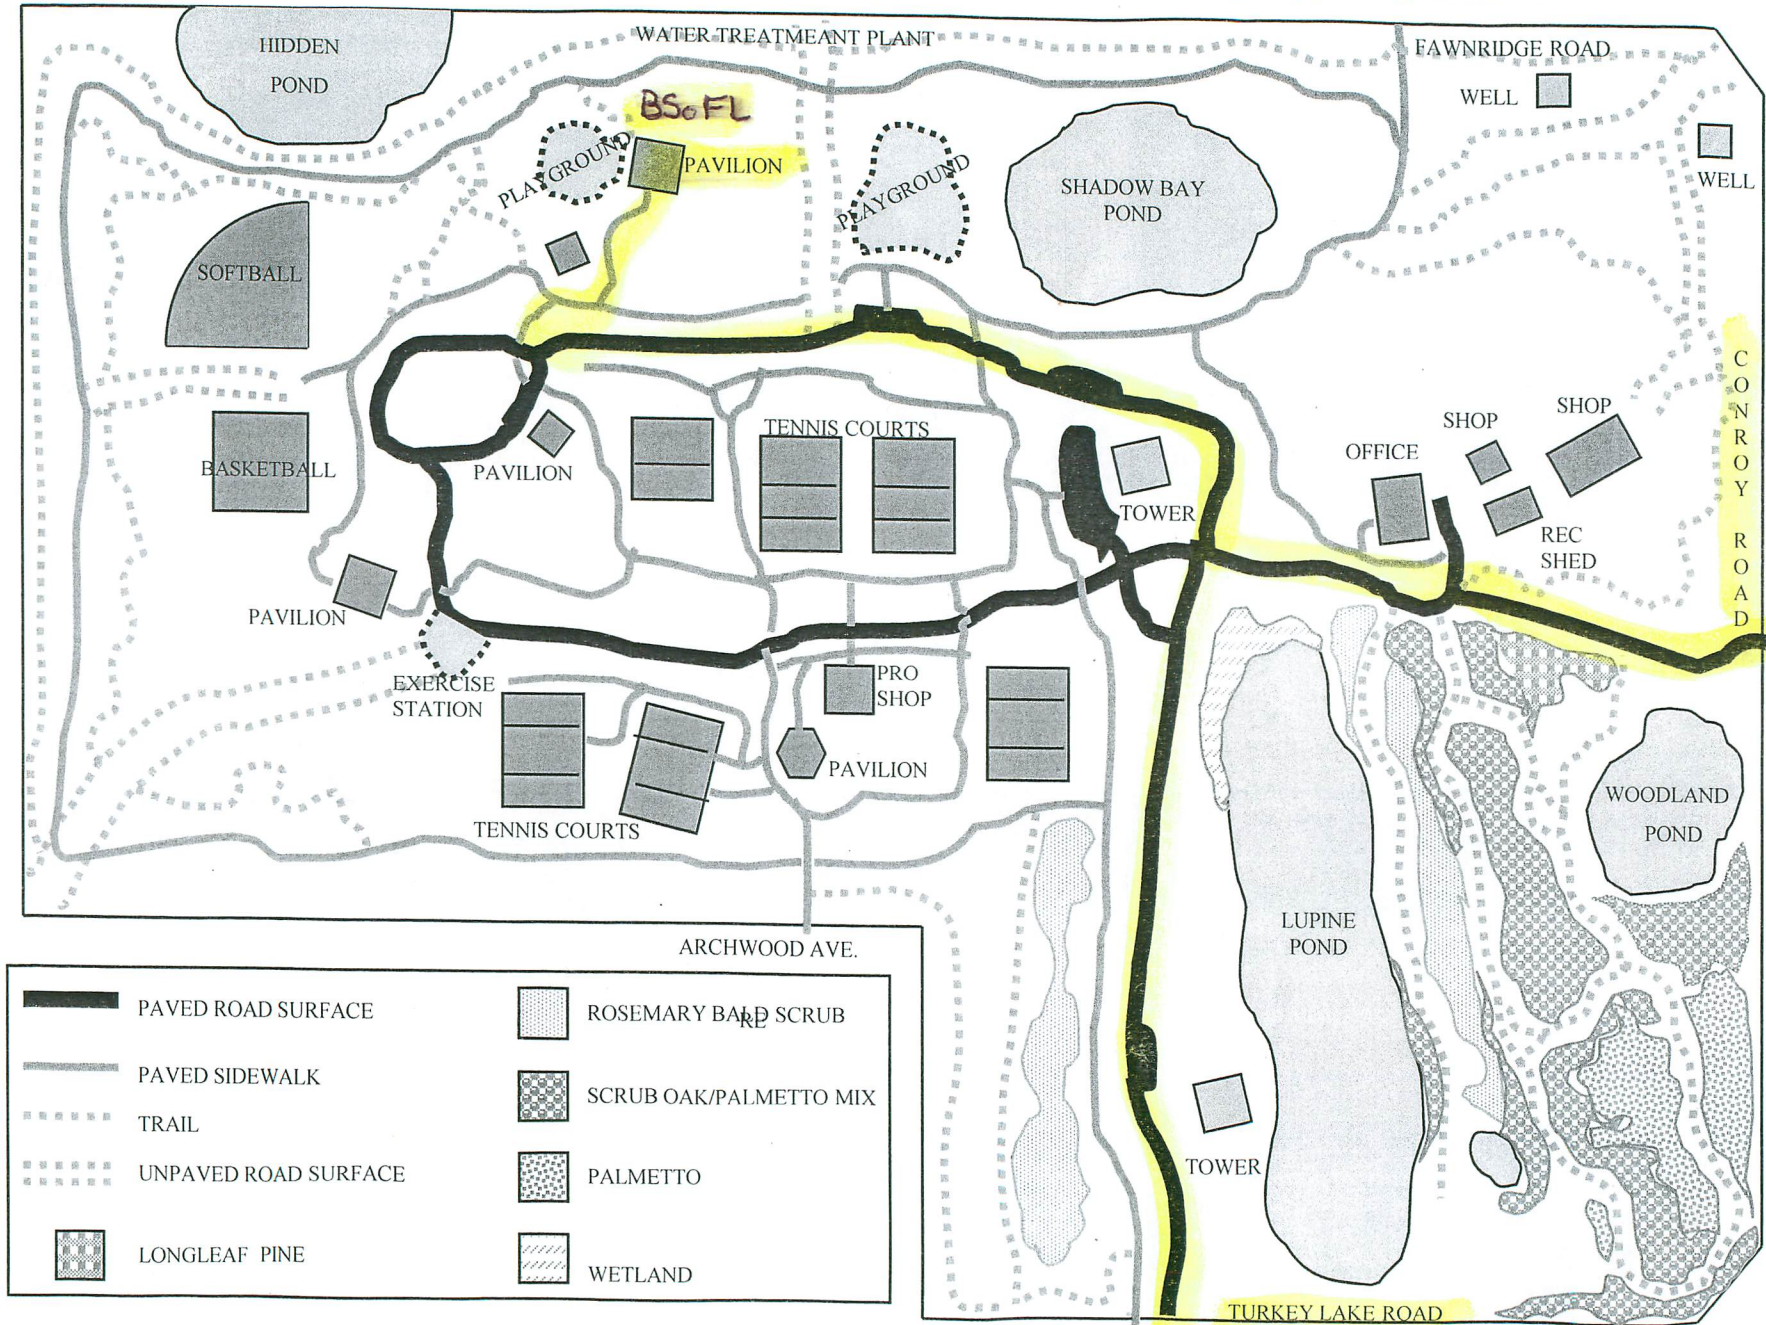 HIDDEN
POND
WATER TREATMEANT PLANT
FAWNRIDGE ROAD
WELL
BSoFL
PLAYGROUND
PAVILION
PLAYGROUND
SHADOW BAY
POND
WELL
SOFTBALL
CONROY ROAD
BASKETBALL
PAVILION
TENNIS COURTS
TOWER
OFFICE
SHOP
SHOP
REC
SHED
PAVILION
EXERCISE
STATION
PRO
SHOP
PAVILION
TENNIS COURTS
WOODLAND
POND
LUPINE
POND
ARCHWOOD AVE.
PAVED ROAD SURFACE
PAVED SIDEWALK
TRAIL
UNPAVED ROAD SURFACE
LONGLEAF PINE
ROSEMARY BALD SCRUB
RE
SCRUB OAK/PALMETTO MIX
PALMETTO
WETLAND
TOWER
TURKEY LAKE ROAD